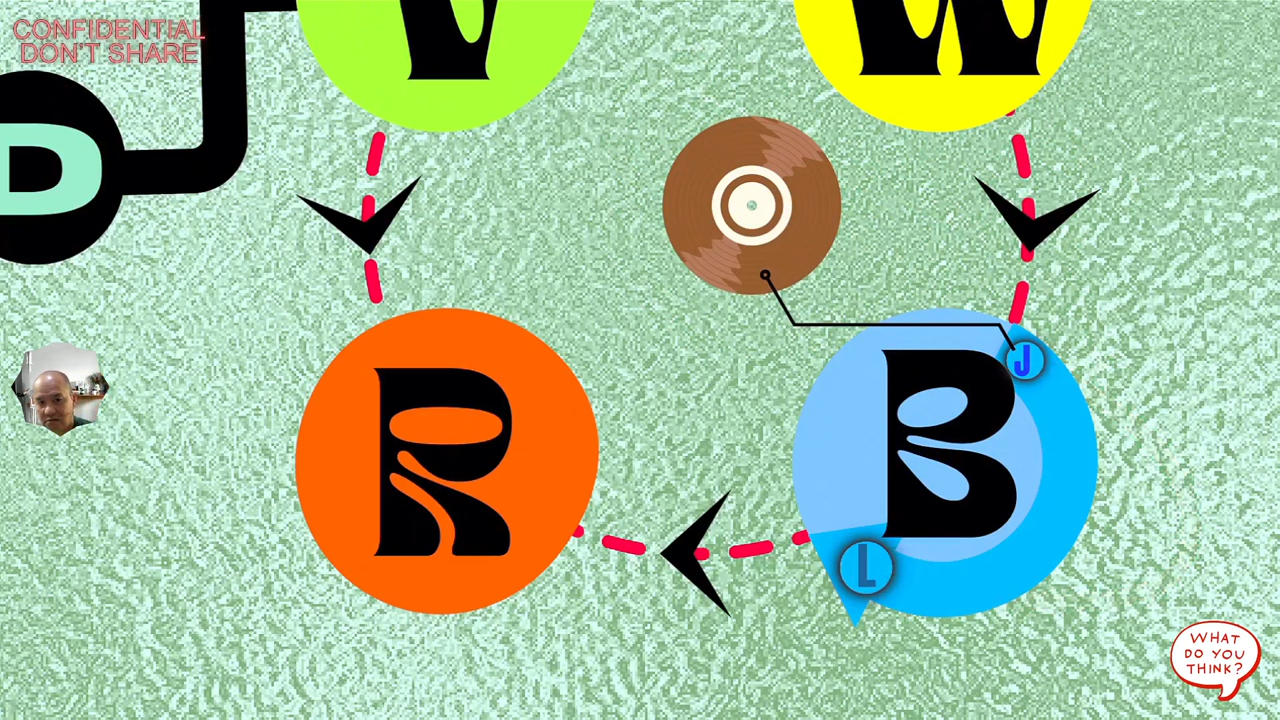 CONFIDENTIAL
DON'T SHARE
V
W
D
J
R
B
L
WHAT
DO YOU
THINK?